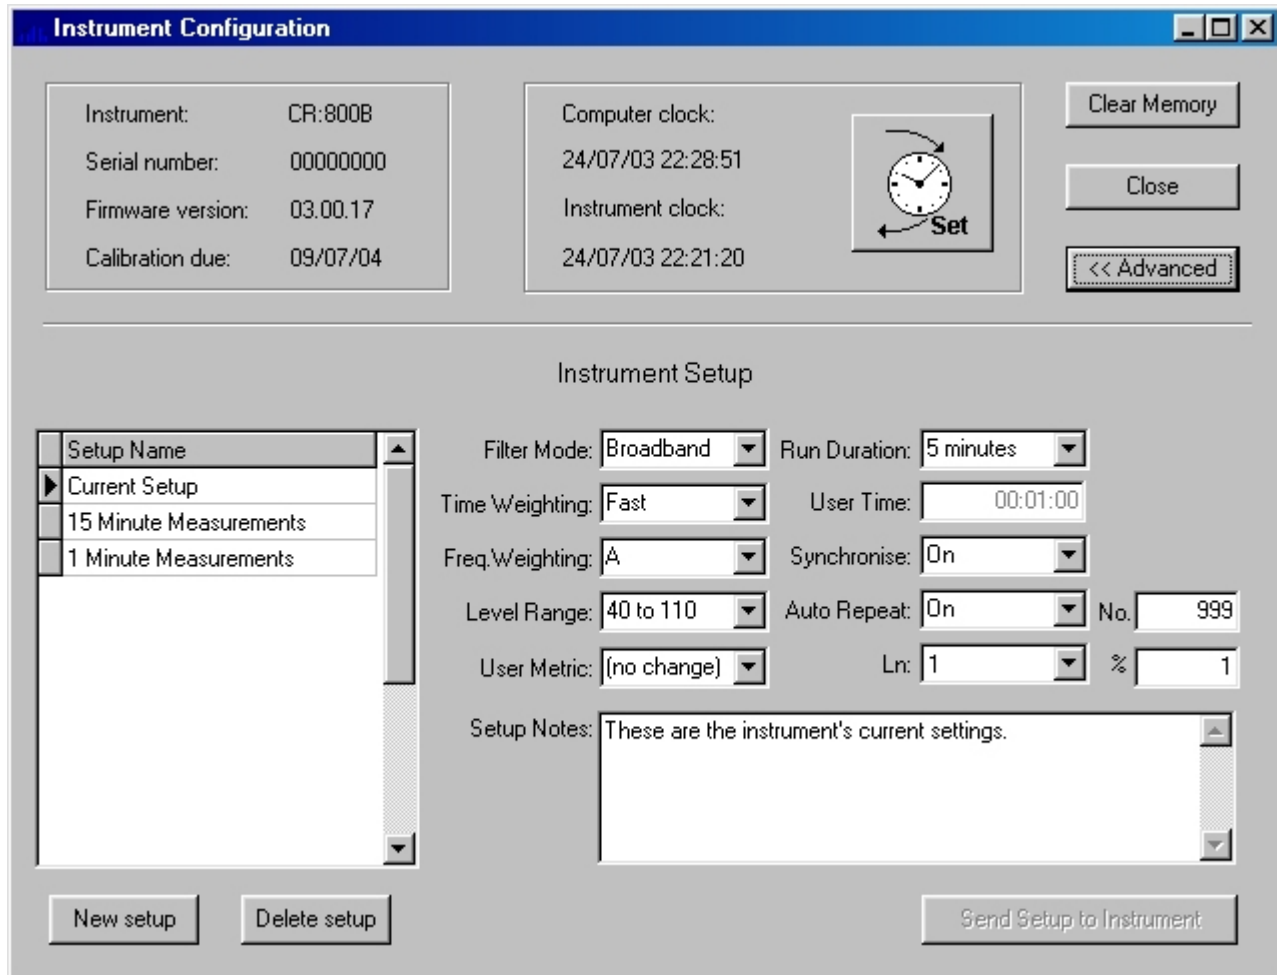 Instrument Configuration
Instrument: CR:800B
Serial number: 00000000
Firmware version: 03.00.17
Calibration due: 09/07/04
Computer clock:
24/07/03 22:28:51
Instrument clock:
24/07/03 22:21:20
Set
Clear Memory
Close
<< Advanced
Instrument Setup
Setup Name
Current Setup
15 Minute Measurements
1 Minute Measurements
Filter Mode: Broadband
Run Duration: 5 minutes
Time Weighting: Fast
User Time: 00:01:00
Freq.Weighting: A
Synchronise: On
Level Range: 40 to 110
Auto Repeat: On
No. 999
User Metric: (no change)
Ln: 1
% 1
Setup Notes: These are the instrument's current settings.
New setup
Delete setup
Send Setup to Instrument